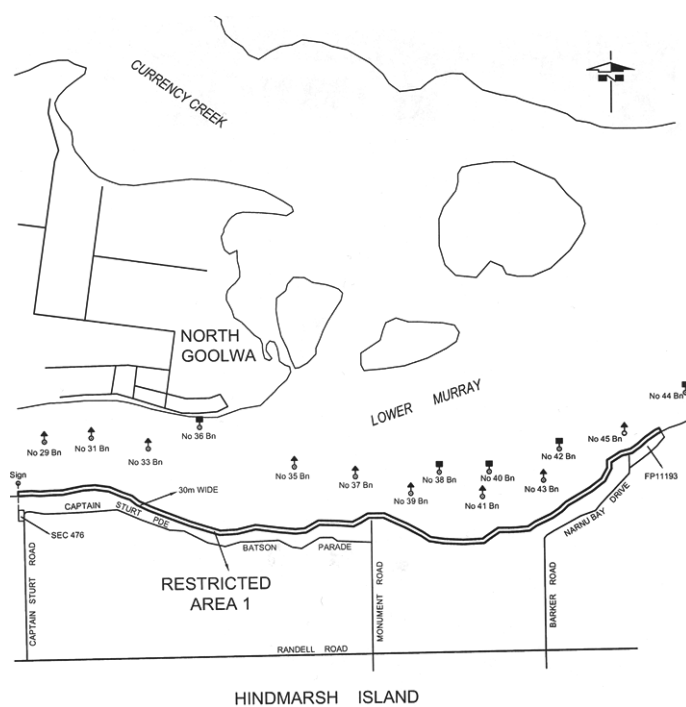 CURRENCY CREEK
N
NORTH
GOOLWA
LOWER MURRAY
No 44 Bn
No 36 Bn
No 45 Bn
No 29 Bn
No 31 Bn
No 33 Bn
No 42 Bn
No 35 Bn
No 37 Bn
No 38 Bn
No 40 Bn
No 43 Bn
No 39 Bn
No 41 Bn
Sign
30m WIDE
FP11193
CAPTAIN STURT PDE
NARNU BAY DRIVE
SEC 476
BATSON PARADE
RESTRICTED
AREA 1
CAPTAIN STURT ROAD
MONUMENT ROAD
BARKER ROAD
RANDELL ROAD
HINDMARSH ISLAND